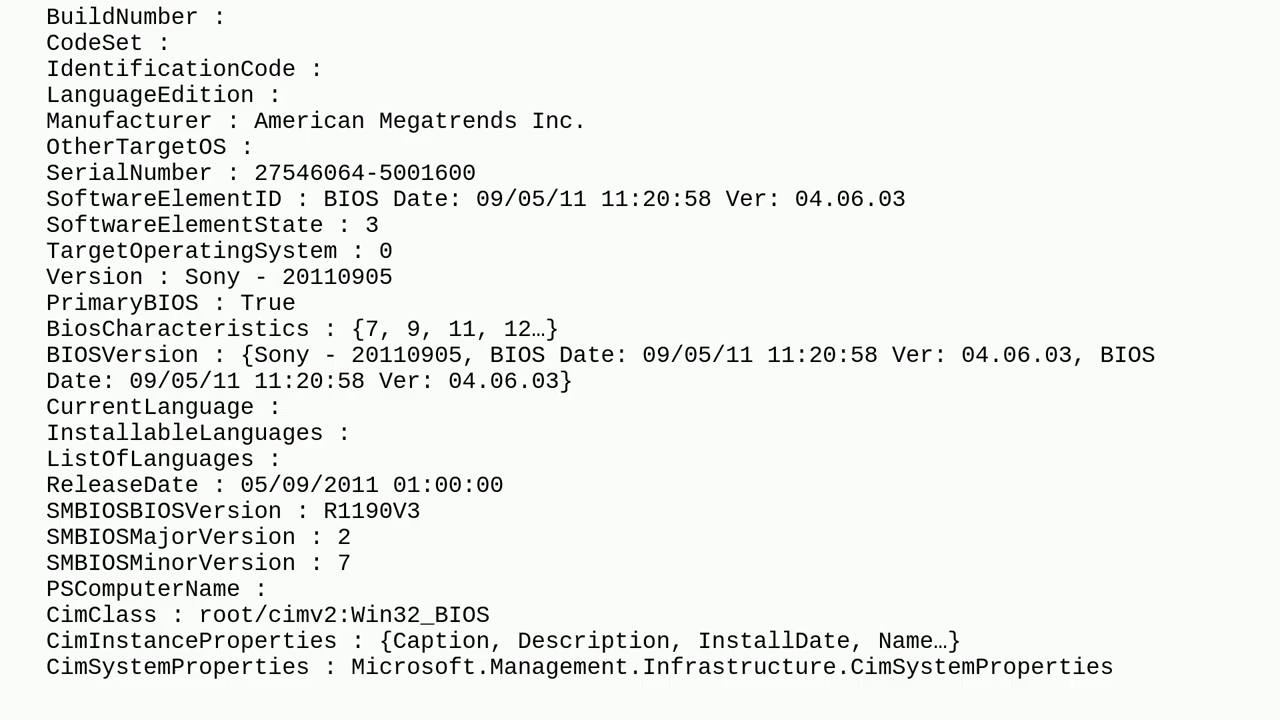 BuildNumber :
CodeSet :
IdentificationCode :
LanguageEdition :
Manufacturer : American Megatrends Inc.
OtherTargetOS :
SerialNumber : 27546064-5001600
SoftwareElementID : BIOS Date: 09/05/11 11:20:58 Ver: 04.06.03
SoftwareElementState : 3
TargetOperatingSystem : 0
Version : Sony - 20110905
PrimaryBIOS : True
BiosCharacteristics : {7, 9, 11, 12…}
BIOSVersion : {Sony - 20110905, BIOS Date: 09/05/11 11:20:58 Ver: 04.06.03, BIOS
Date: 09/05/11 11:20:58 Ver: 04.06.03}
CurrentLanguage :
InstallableLanguages :
ListOfLanguages :
ReleaseDate : 05/09/2011 01:00:00
SMBIOSBIOSVersion : R1190V3
SMBIOSMajorVersion : 2
SMBIOSMinorVersion : 7
PSComputerName :
CimClass : root/cimv2:Win32_BIOS
CimInstanceProperties : {Caption, Description, InstallDate, Name…}
CimSystemProperties : Microsoft.Management.Infrastructure.CimSystemProperties